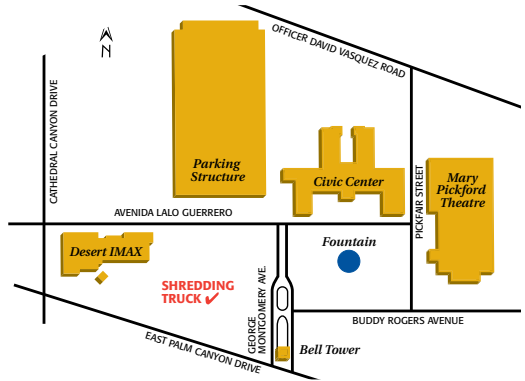 N
OFFICER DAVID VASQUEZ ROAD
CATHEDRAL CANYON DRIVE
Parking
Structure
Civic Center
PICKFAIR STREET
Mary
Pickford
Theatre
AVENIDA LALO GUERRERO
Desert IMAX
Fountain
SHREDDING
TRUCK ✔
GEORGE
MONTGOMERY AVE.
BUDDY ROGERS AVENUE
EAST PALM CANYON DRIVE
Bell Tower